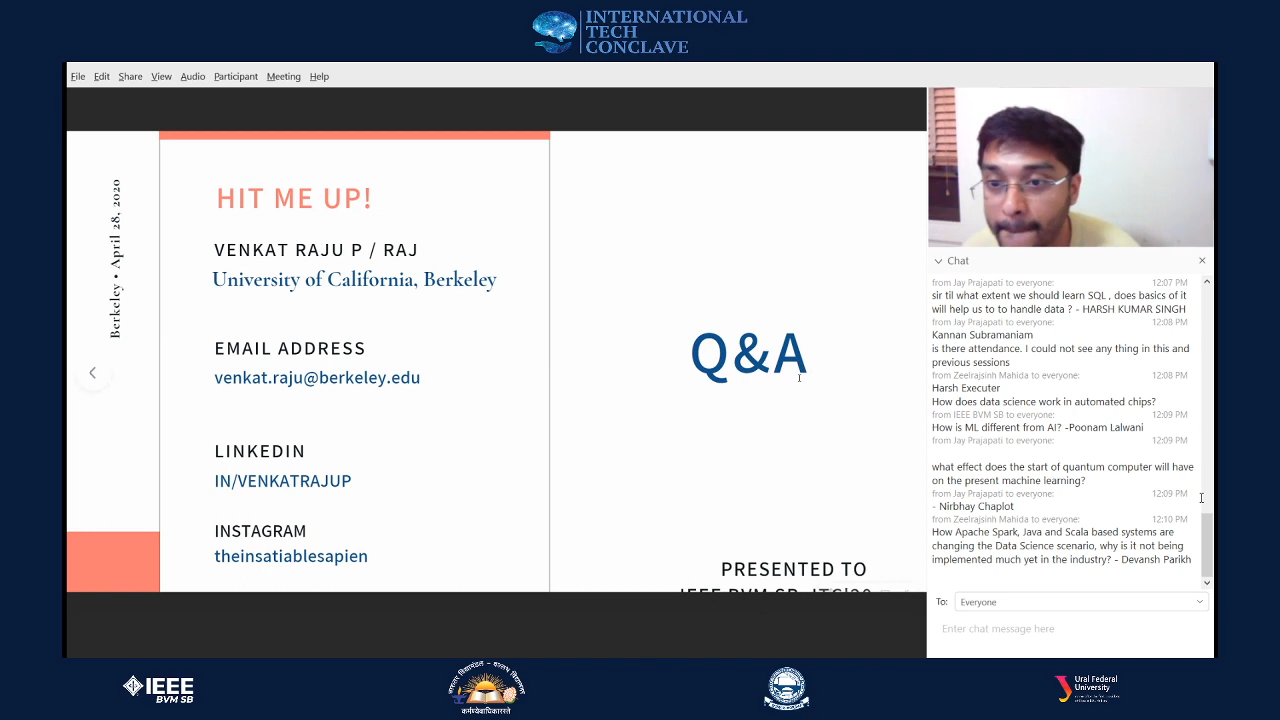 INTERNATIONAL
TECH
CONCLAVE
File Edit Share View Audio Participant Meeting Help
Berkeley • April 28, 2020
HIT ME UP!
VENKAT RAJU P / RAJ
University of California, Berkeley
EMAIL ADDRESS
venkat.raju@berkeley.edu
LINKEDIN
IN/VENKATRAJUP
INSTAGRAM
theinsatiablesapien
Q&A
PRESENTED TO
IEEE BVM SB, ITC'20
Chat
from Jay Prajapati to everyone: 12:07 PM
sir til what extent we should learn SQL , does basics of it
will help us to to handle data ? - HARSH KUMAR SINGH
from Jay Prajapati to everyone: 12:08 PM
Kannan Subramaniam
is there attendance. I could not see any thing in this and
previous sessions
from Zeelrajsinh Mahida to everyone: 12:08 PM
Harsh Executer
How does data science work in automated chips?
from IEEE BVM SB to everyone: 12:09 PM
How is ML different from AI? -Poonam Lalwani
from Jay Prajapati to everyone: 12:09 PM
what effect does the start of quantum computer will have
on the present machine learning?
from Jay Prajapati to everyone: 12:09 PM
- Nirbhay Chaplot
from Zeelrajsinh Mahida to everyone: 12:10 PM
How Apache Spark, Java and Scala based systems are
changing the Data Science scenario, why is it not being
implemented much yet in the industry? - Devansh Parikh
To: Everyone
Enter chat message here
IEEE
BVM SB
कर्मण्येवाधिकारस्ते
Ural Federal
University